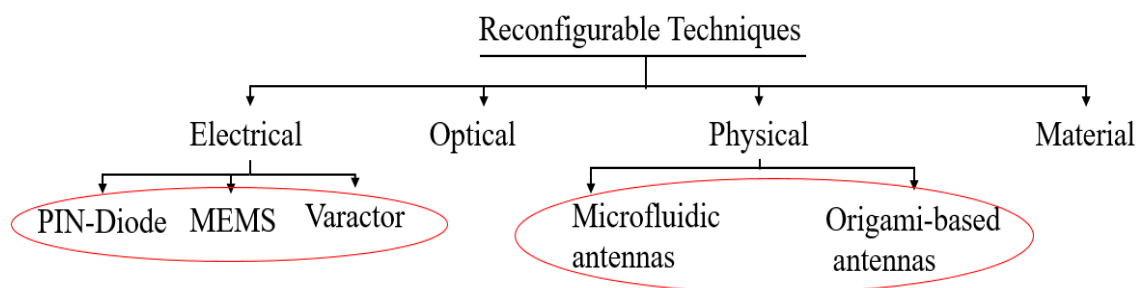 Reconfigurable Techniques
Electrical
Optical
Physical
Material
PIN-Diode
MEMS
Varactor
Microfluidic
antennas
Origami-based
antennas